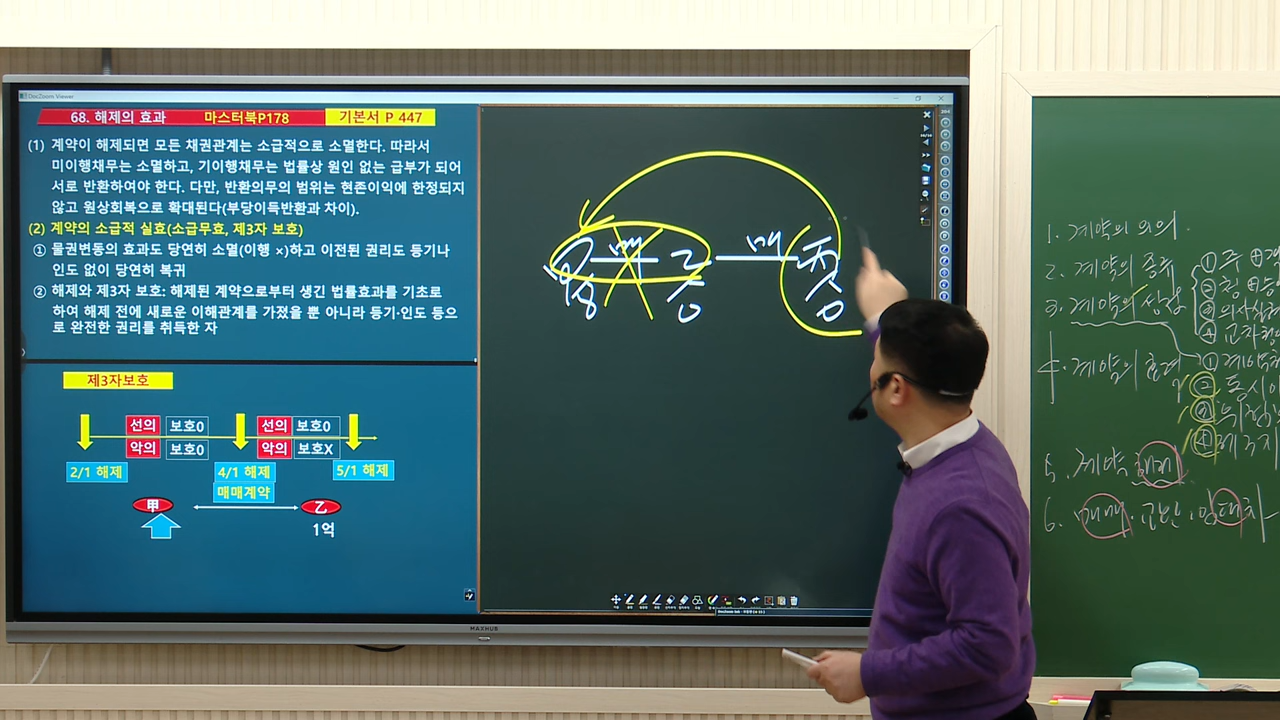 DocZoom Viewer
68. 해제의 효과 마스터북P178 기본서 P 447
(1) 계약이 해제되면 모든 채권관계는 소급적으로 소멸한다. 따라서
미이행채무는 소멸하고, 기이행채무는 법률상 원인 없는 급부가 되어
서로 반환하여야 한다. 다만, 반환의무의 범위는 현존이익에 한정되지
않고 원상회복으로 확대된다(부당이득반환과 차이).
(2) 계약의 소급적 실효(소급무효, 제3자 보호)
① 물권변동의 효과도 당연히 소멸(이행 ×)하고 이전된 권리도 등기나
인도 없이 당연히 복귀
② 해제와 제3자 보호: 해제된 계약으로부터 생긴 법률효과를 기초로
하여 해제 전에 새로운 이해관계를 가졌을 뿐 아니라 등기·인도 등으
로 완전한 권리를 취득한 자
제3자보호
선의 보호0 선의 보호0
악의 보호0 악의 보호X
2/1 해제 4/1 해제 5/1 해제
매매계약
甲 乙
1억
매 乙 매 丙
MAXHUB
1. 계약의 의의
2. 계약의 종류
3. 계약의 성립
4. 계약의 효력
5. 계약 해제
6. 매매. 교환. 임대차